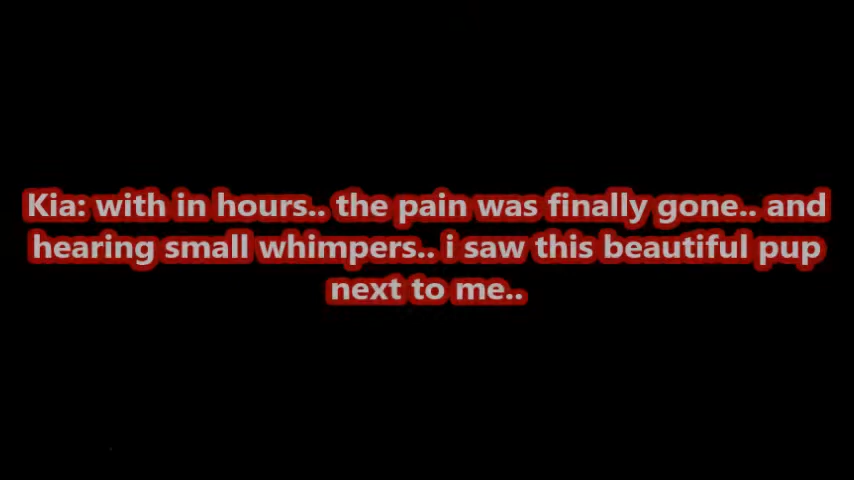 Kia: with in hours.. the pain was finally gone.. and
hearing small whimpers.. i saw this beautiful pup
next to me..